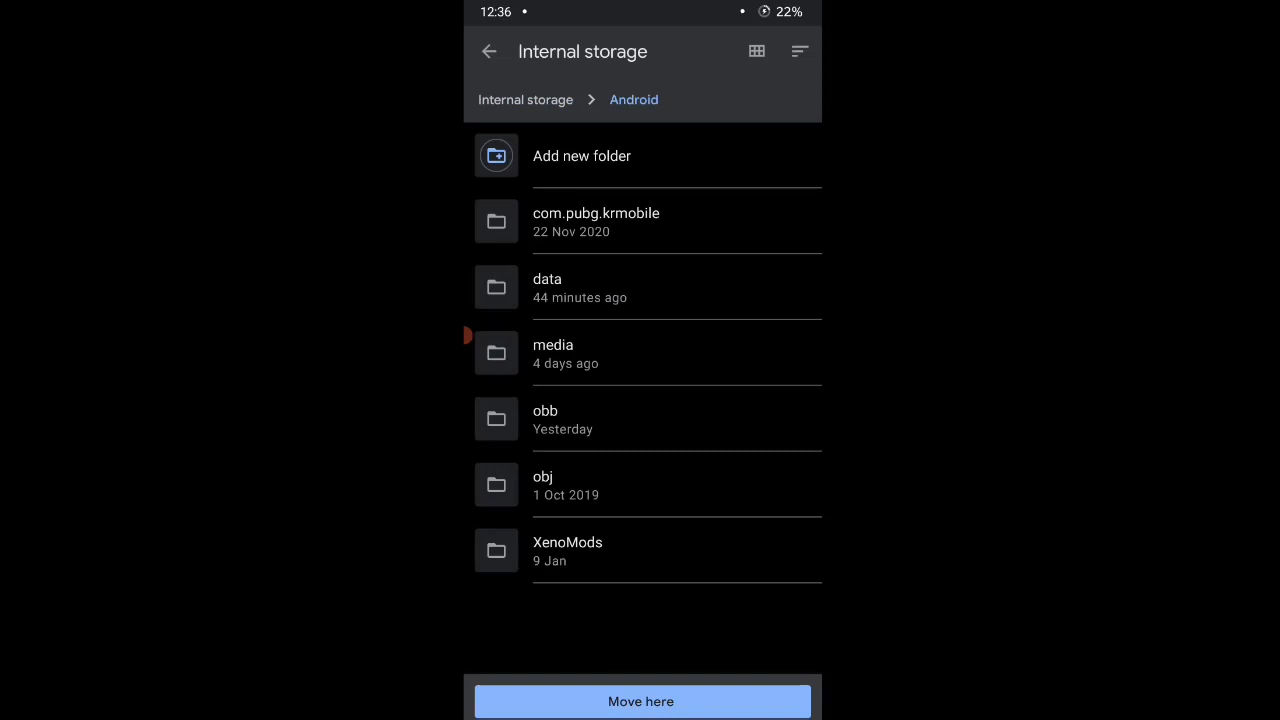 12:36
22%
Internal storage
Internal storage
Android
Add new folder
com.pubg.krmobile
22 Nov 2020
data
44 minutes ago
media
4 days ago
obb
Yesterday
obj
1 Oct 2019
XenoMods
9 Jan
Move here